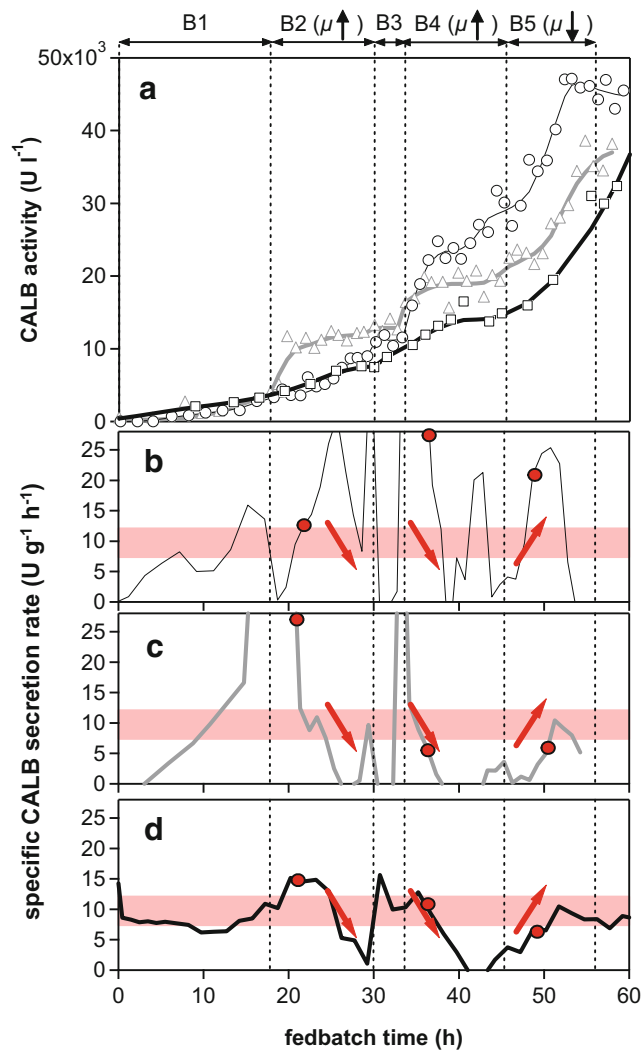 B1 B2 (μ ) B3 B4 (μ ) B5 (μ )
50x10³
a
40
30
20
10
0
CALB activity (U l⁻¹)
b
25
20
15
10
5
0
c
25
20
15
10
5
0
d
25
20
15
10
5
0
specific CALB secretion rate (U g⁻¹ h⁻¹)
0 10 20 30 40 50 60
fedbatch time (h)